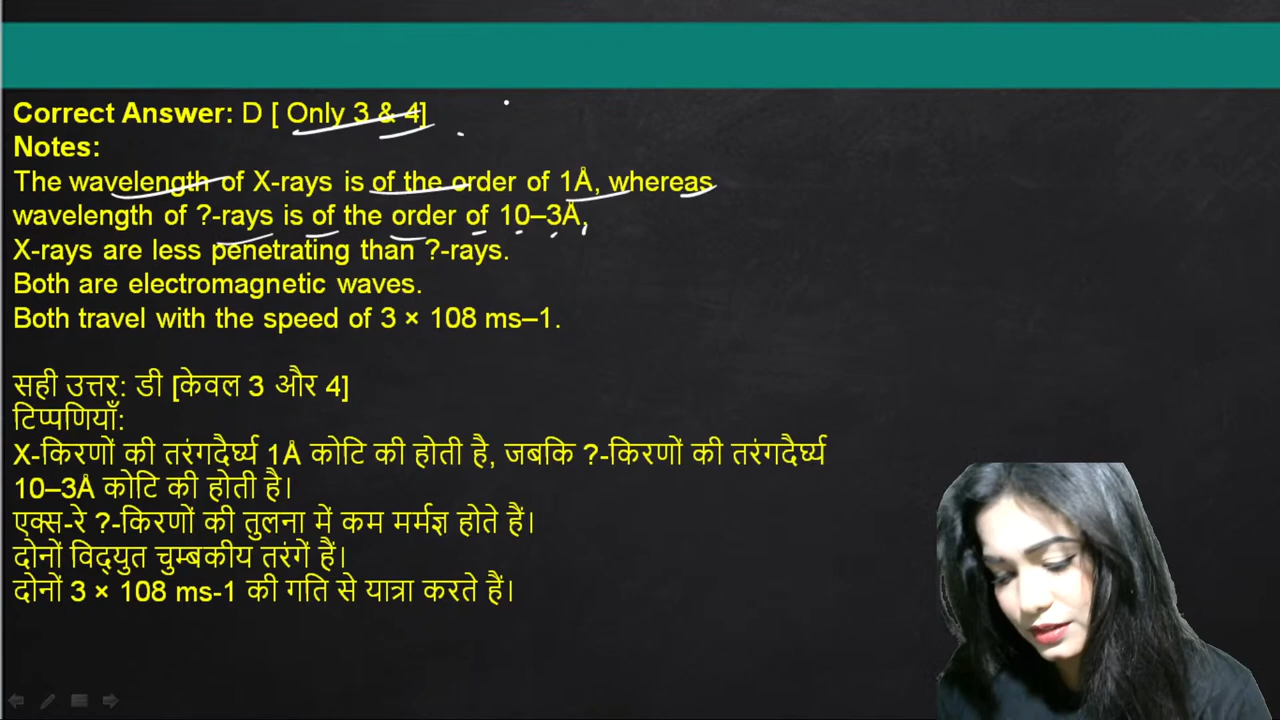 Correct Answer: D [ Only 3 & 4]
Notes:
The wavelength of X-rays is of the order of 1Å, whereas
wavelength of ?-rays is of the order of 10–3Å,
X-rays are less penetrating than ?-rays.
Both are electromagnetic waves.
Both travel with the speed of 3 × 108 ms–1.
सही उत्तर: डी [केवल 3 और 4]
टिप्पणियाँ:
X-किरणों की तरंगदैर्घ्य 1Å कोटि की होती है, जबकि ?-किरणों की तरंगदैर्घ्य
10–3Å कोटि की होती है।
एक्स-रे ?-किरणों की तुलना में कम मर्मज्ञ होते हैं।
दोनों विद्युत चुम्बकीय तरंगें हैं।
दोनों 3 × 108 ms-1 की गति से यात्रा करते हैं।